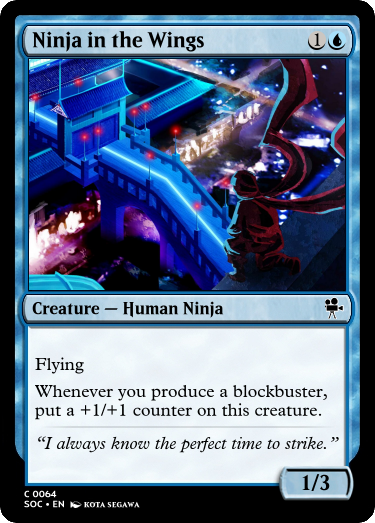 Ninja in the Wings 1
Creature — Human Ninja
Flying
Whenever you produce a blockbuster,
put a +1/+1 counter on this creature.
“I always know the perfect time to strike.”
1/3
C 0064
SOC • EN KOTA SEGAWA